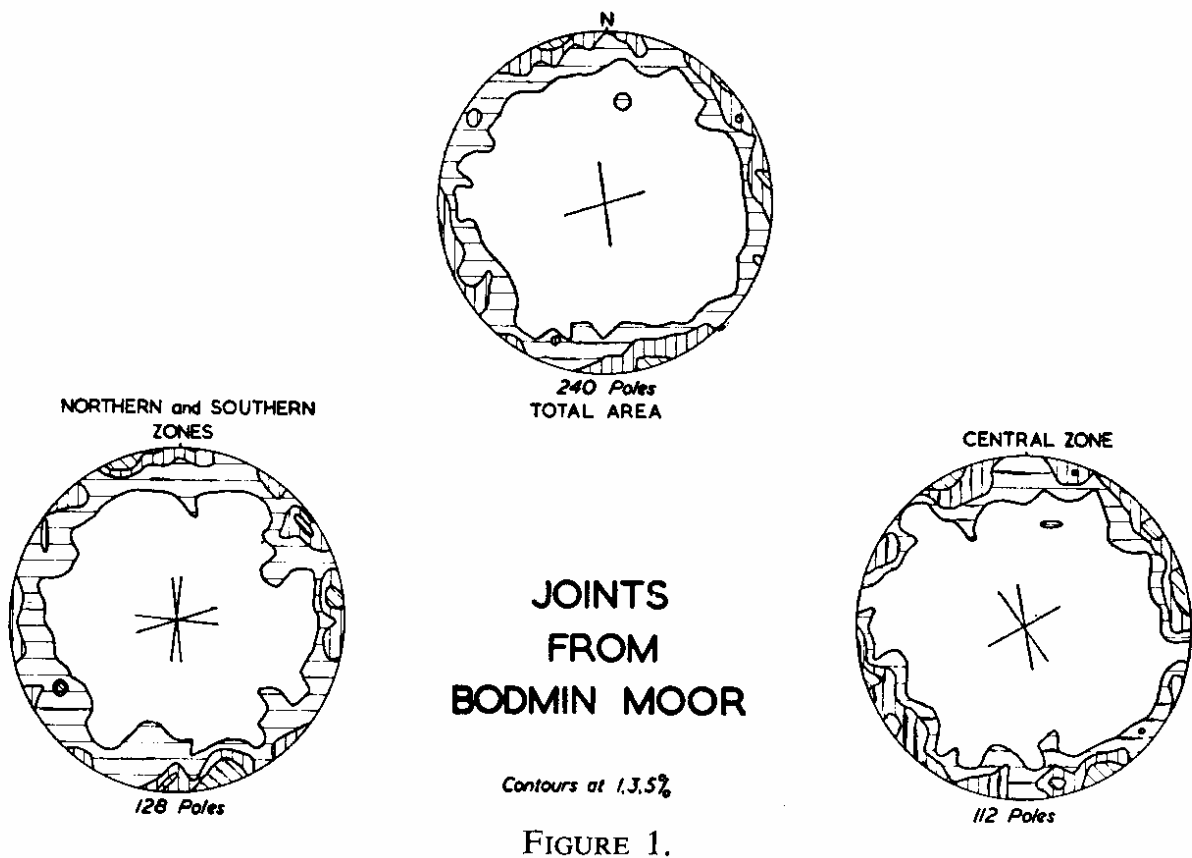 N
240 Poles
TOTAL AREA
NORTHERN and SOUTHERN
ZONES
128 Poles
CENTRAL ZONE
112 Poles
JOINTS
FROM
BODMIN MOOR
Contours at 1,3,5%
FIGURE 1.